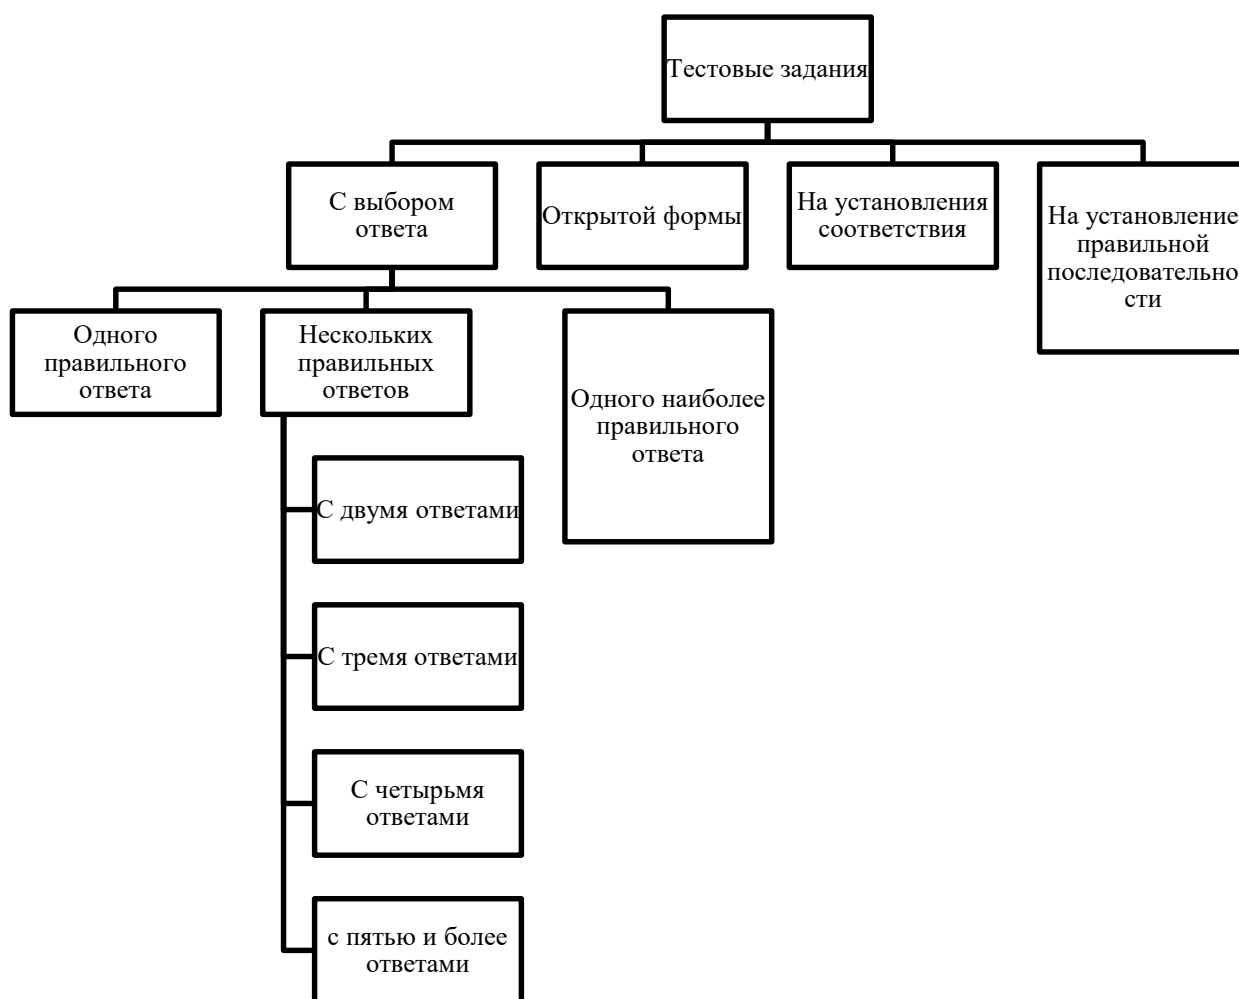 Тестовые задания
С выбором
ответа
Открытой формы
На установления
соответствия
На установление
правильной
последовательно
сти
Одного
правильного
ответа
Нескольких
правильных
ответов
Одного наиболее
правильного
ответа
С двумя ответами
С тремя ответами
С четырьмя
ответами
с пятью и более
ответами